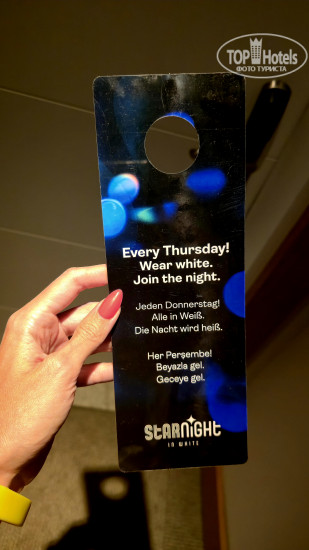 TOP Hotels
ФОТО ТУРИСТА
Every Thursday!
Wear white.
Join the night.
Jeden Donnerstag!
Alle in Weiß.
Die Nacht wird heiß.
Her Perşembe!
Beyazla gel.
Geceye gel.
STARNIGHT
IN WHITE